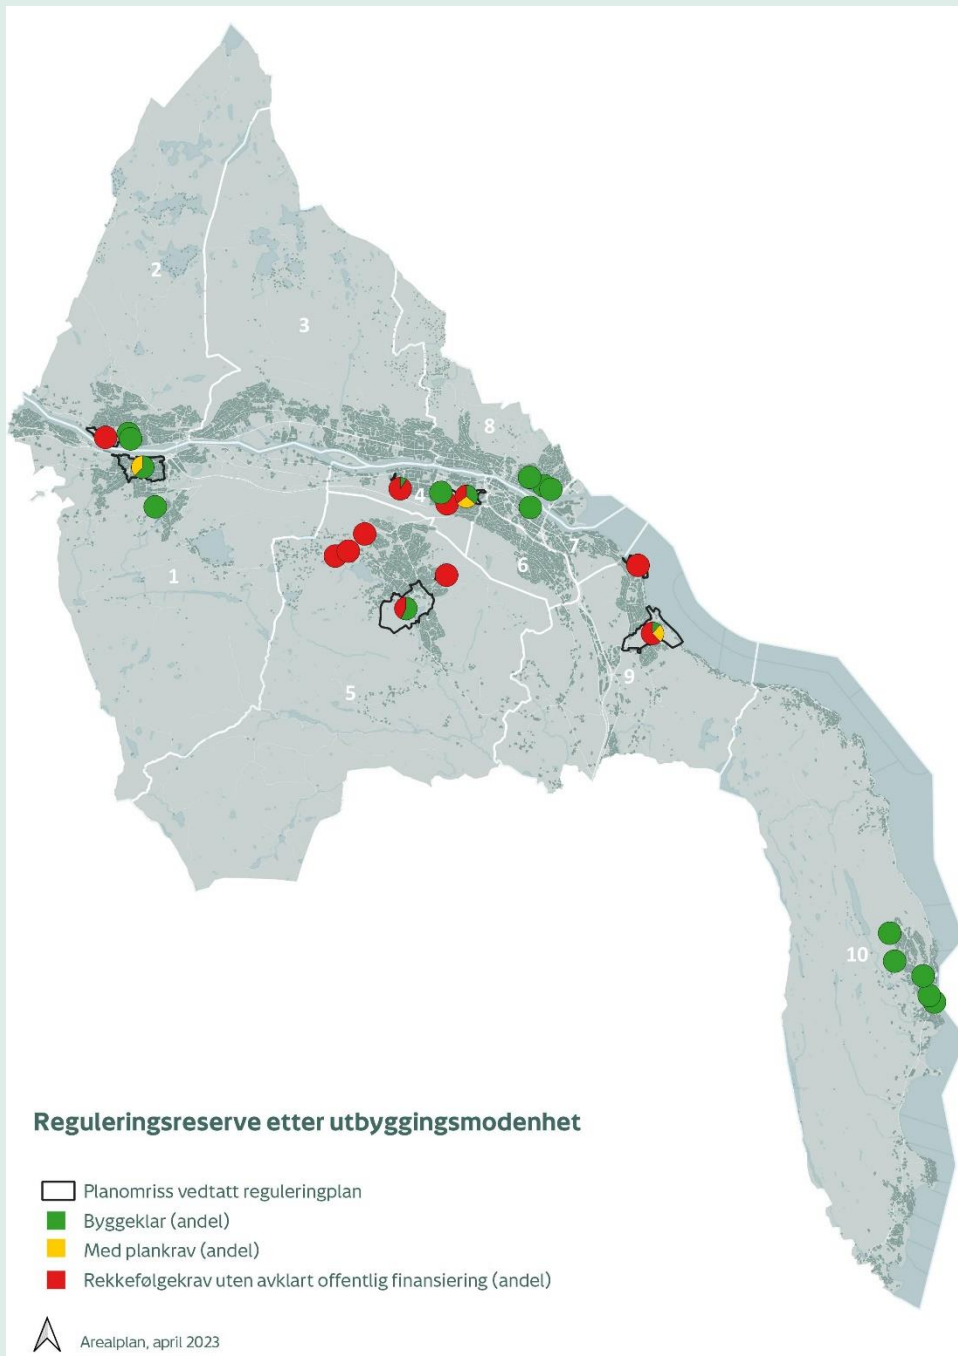 2
3
8
4
7
6
1
5
9
10
Reguleringsreserve etter utbyggingsmodenhet
Planomriss vedtatt reguleringplan
Byggeklar (andel)
Med plankrav (andel)
Rekkefølgekrav uten avklart offentlig finansiering (andel)
Arealplan, april 2023